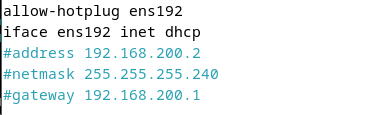 allow-hotplug ens192
iface ens192 inet dhcp
#address 192.168.200.2
#netmask 255.255.255.240
#gateway 192.168.200.1